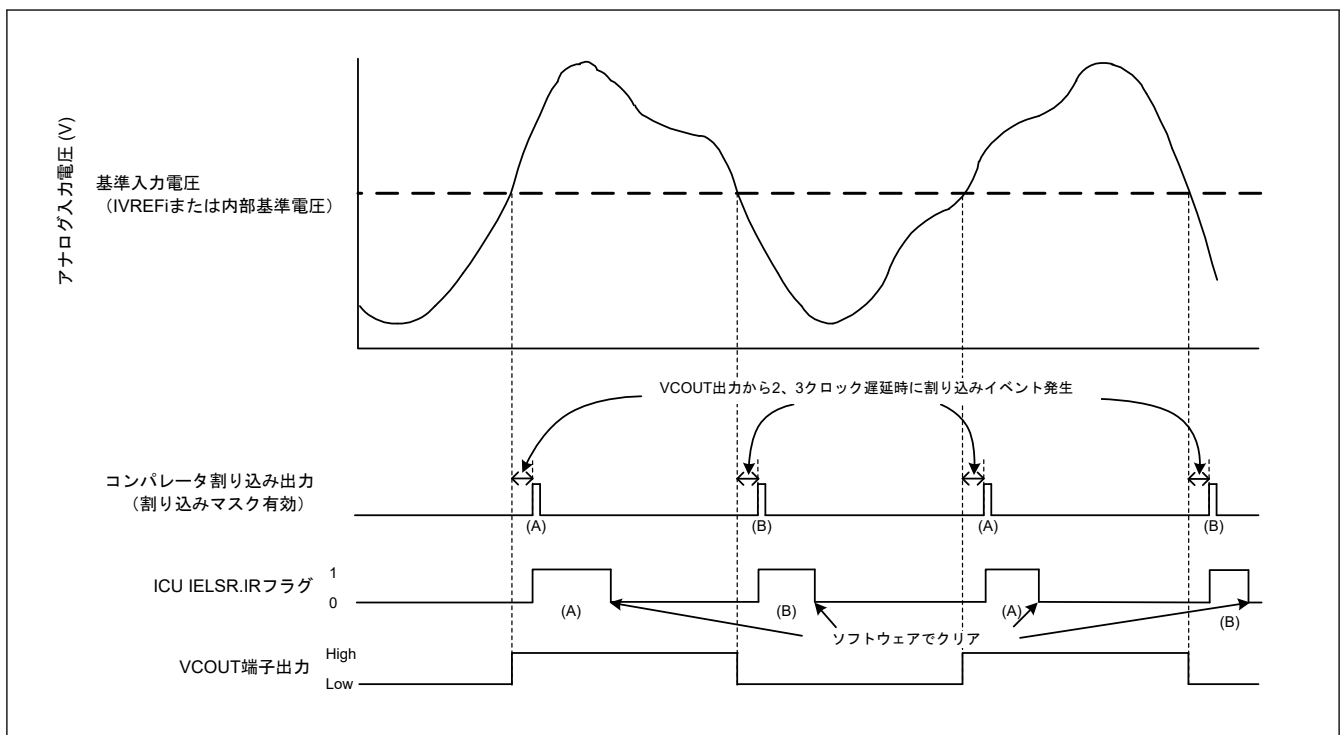 アナログ入力電圧 (V)
基準入力電圧
（IVREFiまたは内部基準電圧）
VCOUT出力から2、3クロック遅延時に割り込みイベント発生
コンパレータ割り込み出力
（割り込みマスク有効）
(A)
(B)
(A)
(B)
ICU IELSR.IRフラグ
1
0
(A)
(B)
(A)
(B)
ソフトウェアでクリア
VCOUT端子出力
High
Low